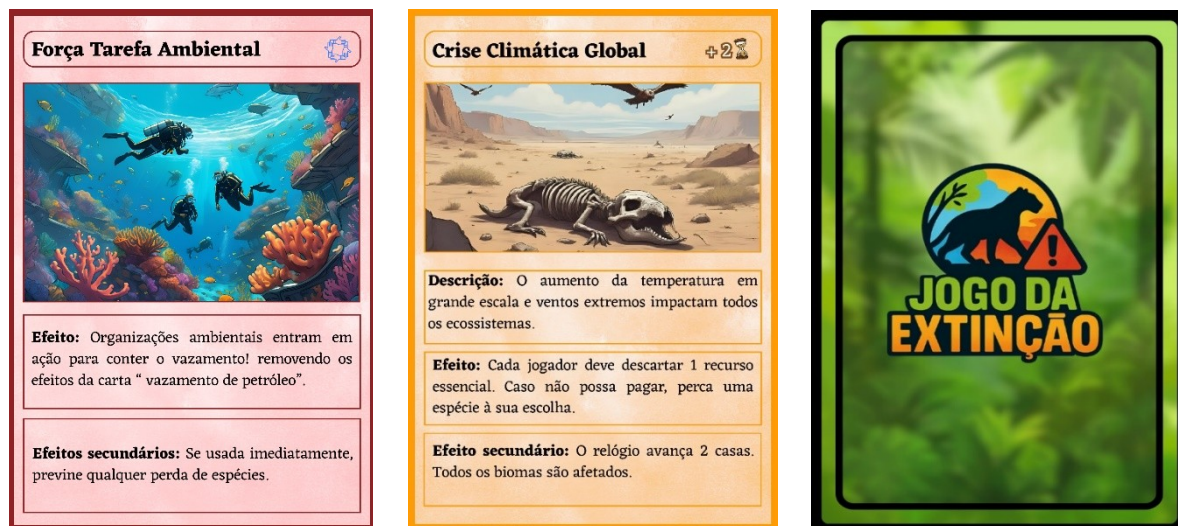 Força Tarefa Ambiental
Efeito: Organizações ambientais entram em
ação para conter o vazamento! removendo os
efeitos da carta “ vazamento de petróleo”.
Efeitos secundários: Se usada imediatamente,
previne qualquer perda de espécies.
Crise Climática Global
+2
Descrição: O aumento da temperatura em
grande escala e ventos extremos impactam todos
os ecossistemas.
Efeito: Cada jogador deve descartar 1 recurso
essencial. Caso não possa pagar, perca uma
espécie à sua escolha.
Efeito secundário: O relógio avança 2 casas.
Todos os biomas são afetados.
JOGO DA
EXTINÇÃO